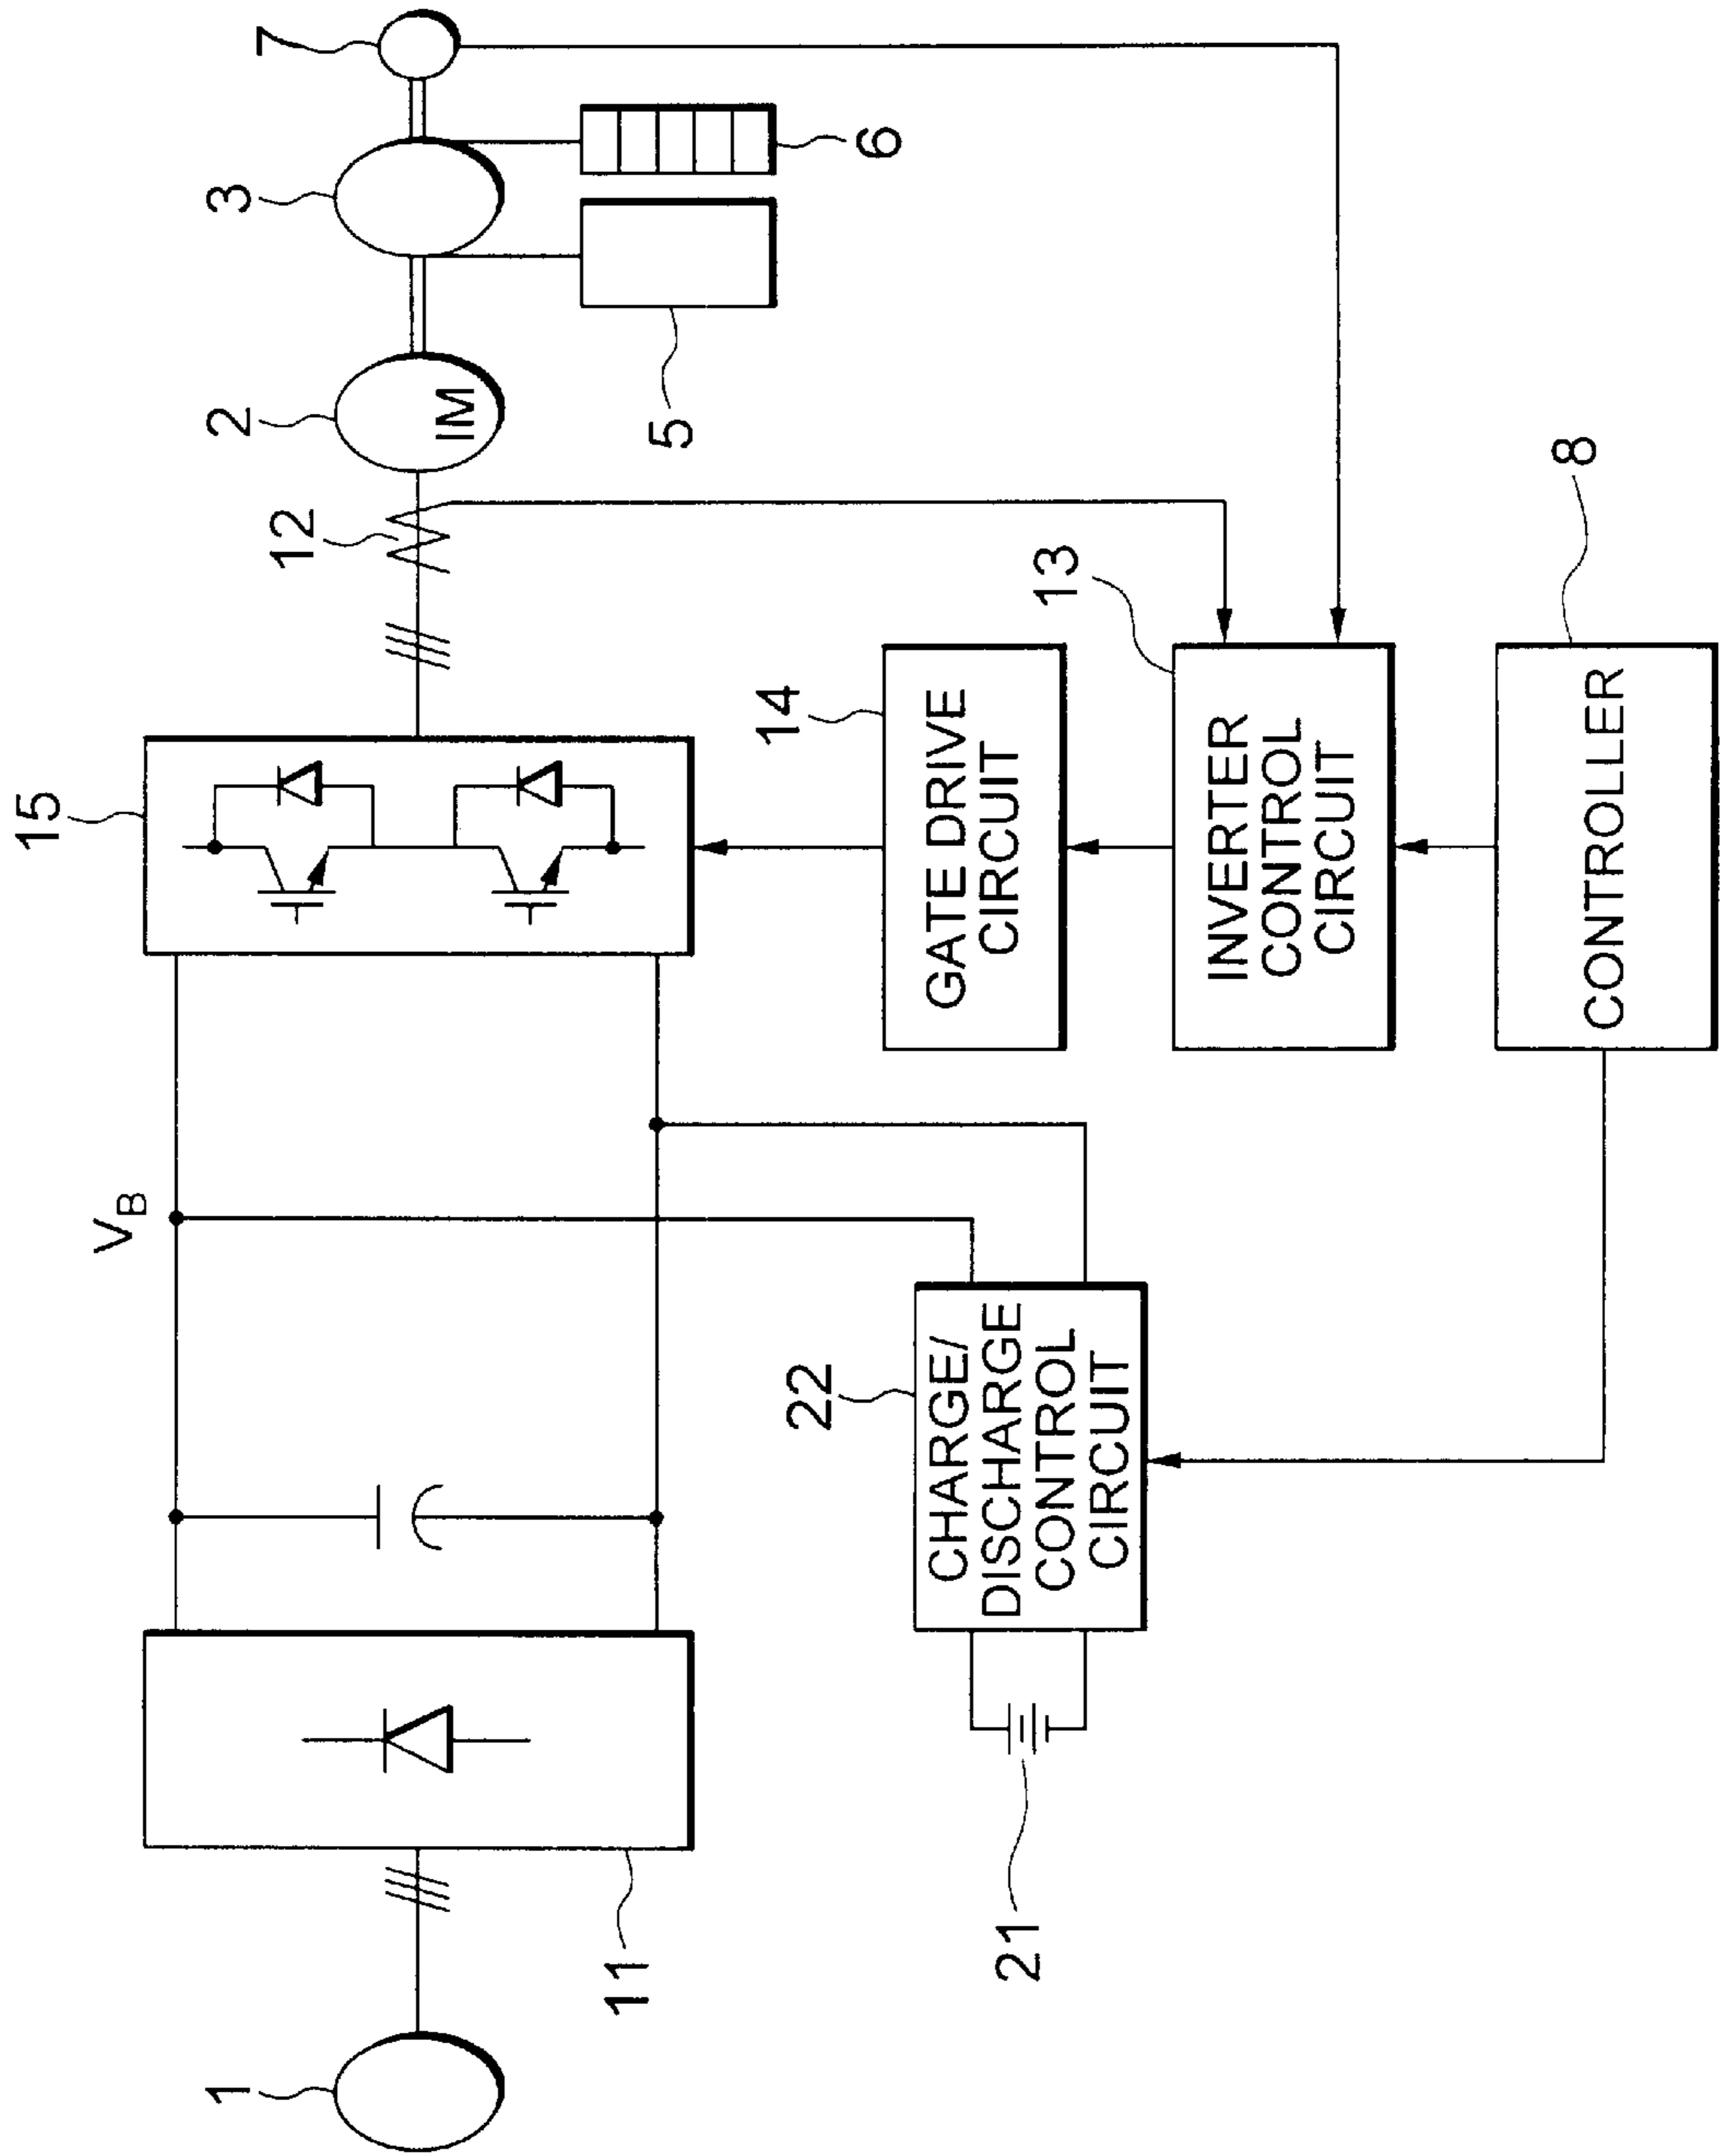 1
11
V_B
15
12
2
IM
3
7
5
6
21
22
CHARGE/
DISCHARGE
CONTROL
CIRCUIT
14
GATE DRIVE
CIRCUIT
13
INVERTER
CONTROL
CIRCUIT
8
CONTROLLER